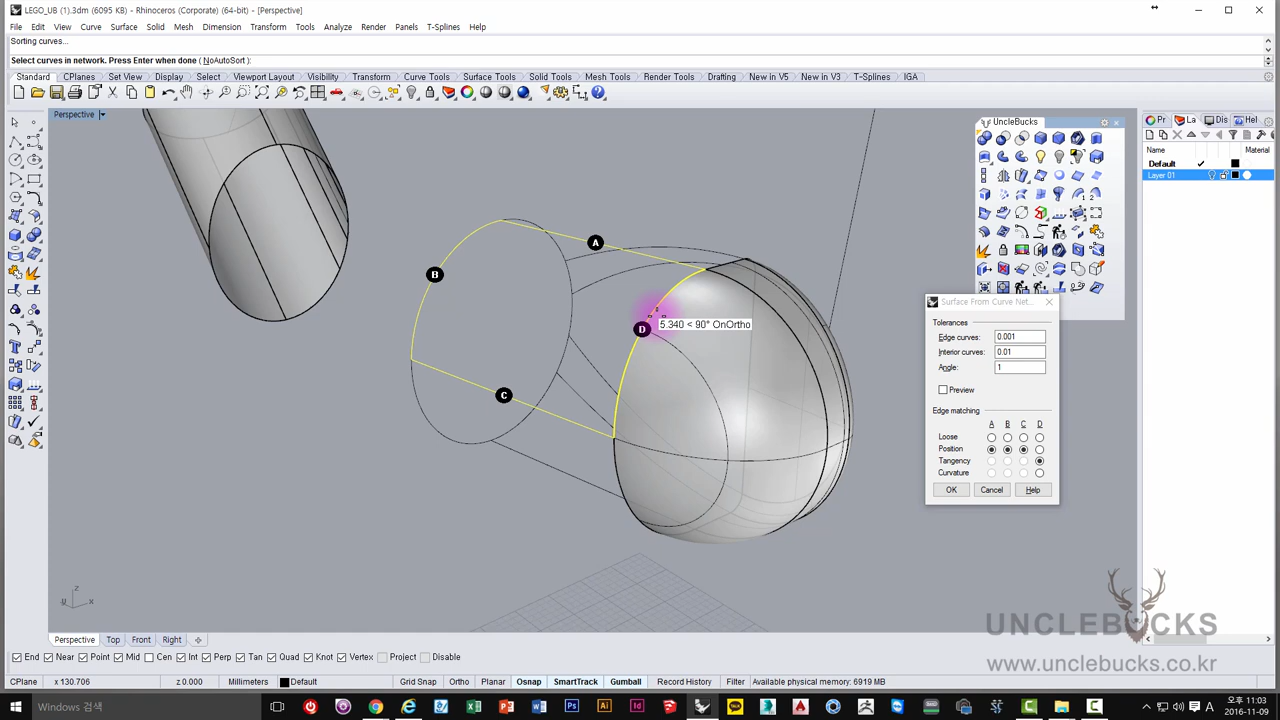 LEGO_UB (1).3dm (6095 KB) - Rhinoceros (Corporate) (64-bit) - [Perspective]
File Edit View Curve Surface Solid Mesh Dimension Transform Tools Analyze Render Panels T-Splines Help
Sorting curves...
Select curves in network. Press Enter when done ( NoAutoSort ):
Standard CPlanes Set View Display Select Viewport Layout Visibility Transform Curve Tools Surface Tools Solid Tools Mesh Tools Render Tools Drafting New in V5 New in V3 T-Splines IGA
Perspective
UncleBucks
Pr La Dis Hel
Name Material
Default
Layer 01
A
B
D
5.340 < 90° OnOrtho
C
Surface From Curve Net...
Tolerances
Edge curves: 0.001
Interior curves: 0.01
Angle: 1
Preview
Edge matching
A B C D
Loose
Position
Tangency
Curvature
OK Cancel Help
z
x
UNCLEBUCKS
www.unclebucks.co.kr
Perspective Top Front Right
End Near Point Mid Cen Int Perp Tan Quad Knot Vertex Project Disable
CPlane x 130.706 z 0.000 Millimeters Default Grid Snap Ortho Planar Osnap SmartTrack Gumball Record History Filter Available physical memory: 6919 MB
Windows 검색
A 오후 11:03
2016-11-09